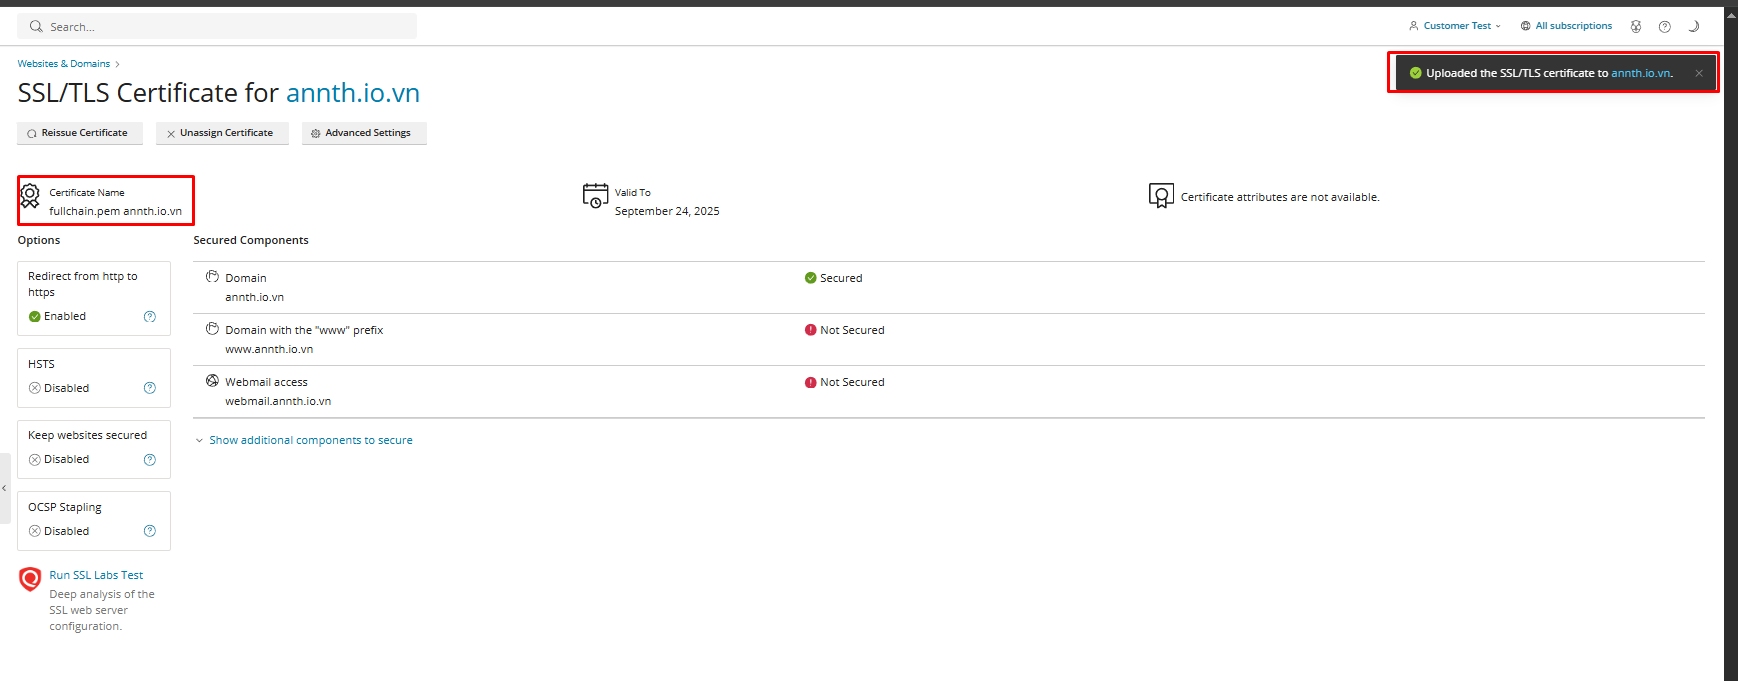 Search...
Customer Test
All subscriptions
Websites & Domains
Uploaded the SSL/TLS certificate to annth.io.vn.
SSL/TLS Certificate for annth.io.vn
Reissue Certificate
Unassign Certificate
Advanced Settings
Certificate Name
fullchain.pem annth.io.vn
Valid To
September 24, 2025
Certificate attributes are not available.
Options
Redirect from http to
https
Enabled
HSTS
Disabled
Keep websites secured
Disabled
OCSP Stapling
Disabled
Run SSL Labs Test
Deep analysis of the
SSL web server
configuration.
Secured Components
Domain
annth.io.vn
Secured
Domain with the "www" prefix
www.annth.io.vn
Not Secured
Webmail access
webmail.annth.io.vn
Not Secured
Show additional components to secure